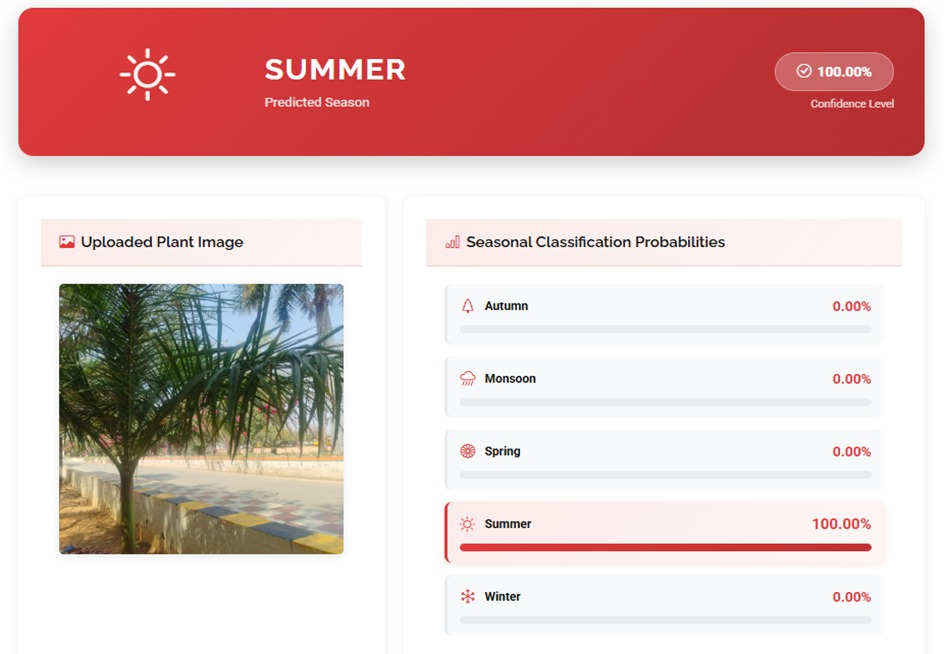 SUMMER
Predicted Season
100.00%
Confidence Level
Uploaded Plant Image
Seasonal Classification Probabilities
Autumn 0.00%
Monsoon 0.00%
Spring 0.00%
Summer 100.00%
Winter 0.00%